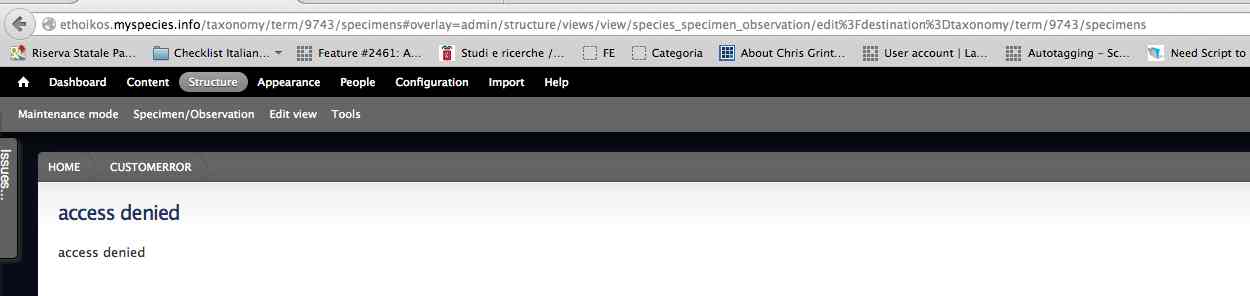 ethoikos.myspecies.info/taxonomy/term/9743/specimens#overlay=admin/structure/views/view/species_specimen_observation/edit%3Fdestination%3Dtaxonomy/term/9743/specimens
Riserva Statale Pa... Checklist Italian... Feature #2461: A... Studi e ricerche /... FE Categoria About Chris Grint... User account | La... Autotagging – Sc... Need Script to
Dashboard Content Structure Appearance People Configuration Import Help
Maintenance mode Specimen/Observation Edit view Tools
Issues...
HOME CUSTOMERROR
access denied
access denied